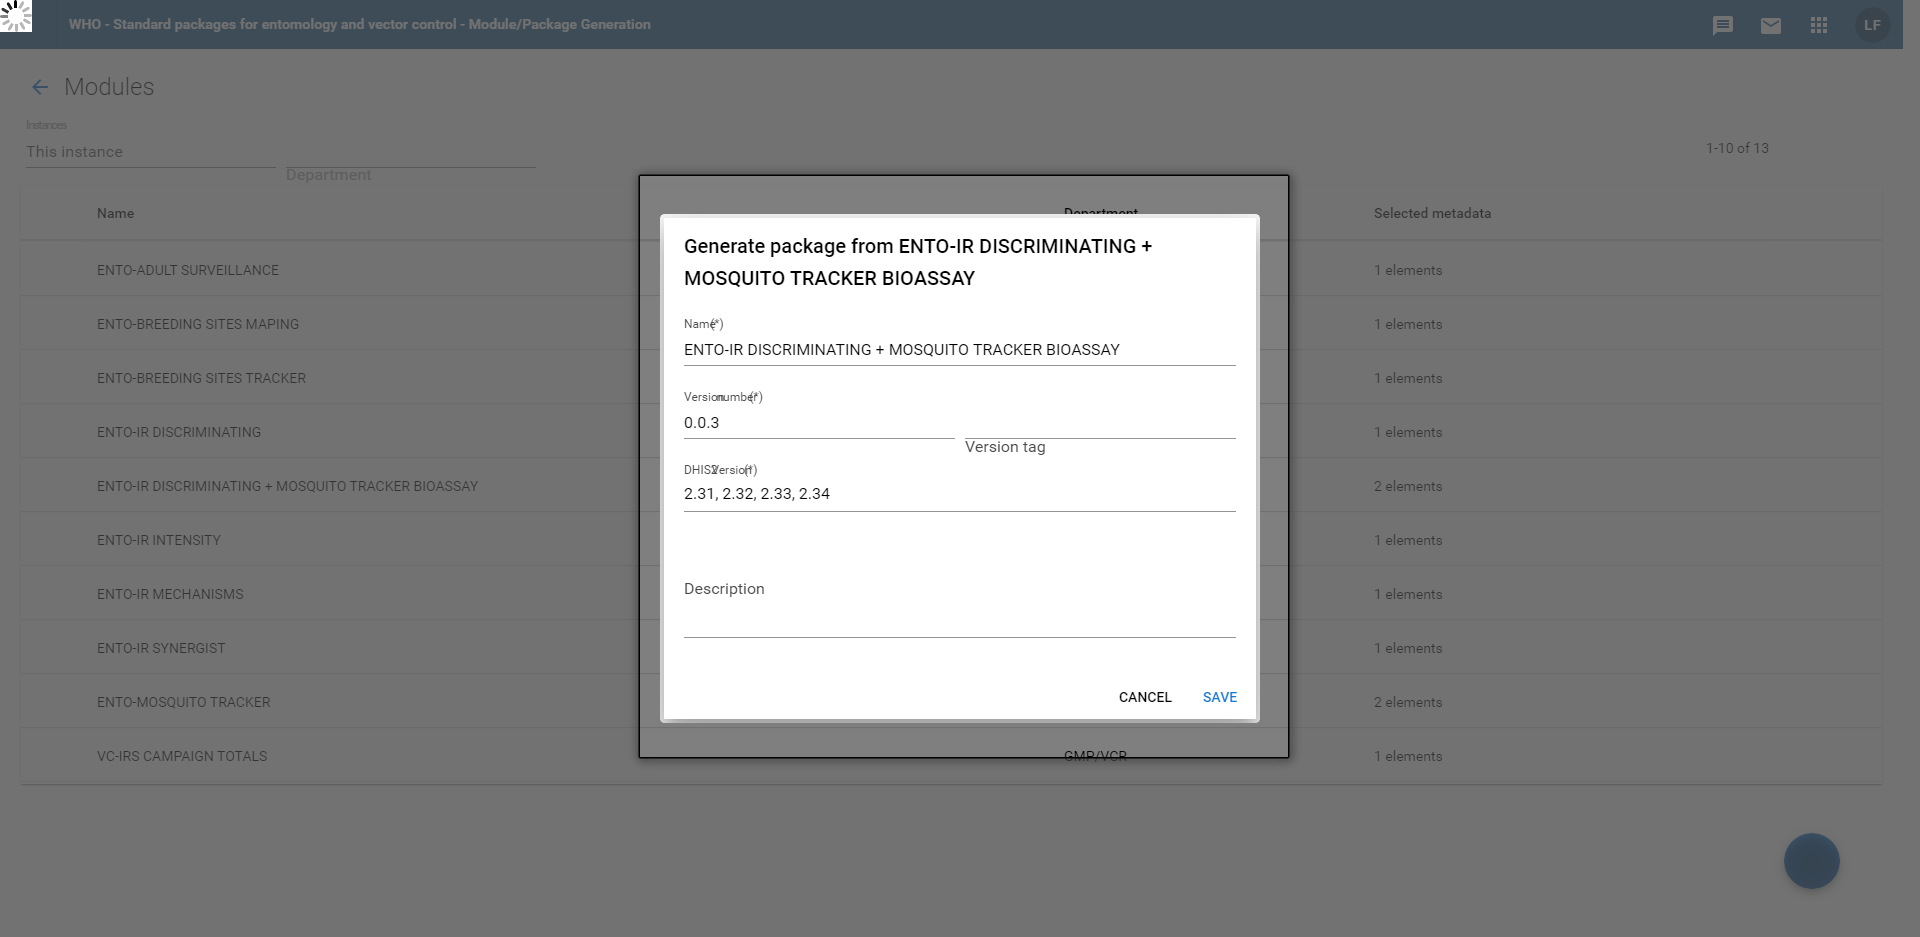 WHO - Standard packages for entomology and vector control - Module/Package Generation
LF
Modules
Instances
This instance
Department
1-10 of 13
Name Department Selected metadata
ENTO-ADULT SURVEILLANCE 1 elements
ENTO-BREEDING SITES MAPING 1 elements
ENTO-BREEDING SITES TRACKER 1 elements
ENTO-IR DISCRIMINATING 1 elements
ENTO-IR DISCRIMINATING + MOSQUITO TRACKER BIOASSAY 2 elements
ENTO-IR INTENSITY 1 elements
ENTO-IR MECHANISMS 1 elements
ENTO-IR SYNERGIST 1 elements
ENTO-MOSQUITO TRACKER 2 elements
VC-IRS CAMPAIGN TOTALS GMP/VCR 1 elements
Generate package from ENTO-IR DISCRIMINATING +
MOSQUITO TRACKER BIOASSAY
Name (*)
ENTO-IR DISCRIMINATING + MOSQUITO TRACKER BIOASSAY
Version number (*)
0.0.3
Version tag
DHIS2 Version (*)
2.31, 2.32, 2.33, 2.34
Description
CANCEL SAVE